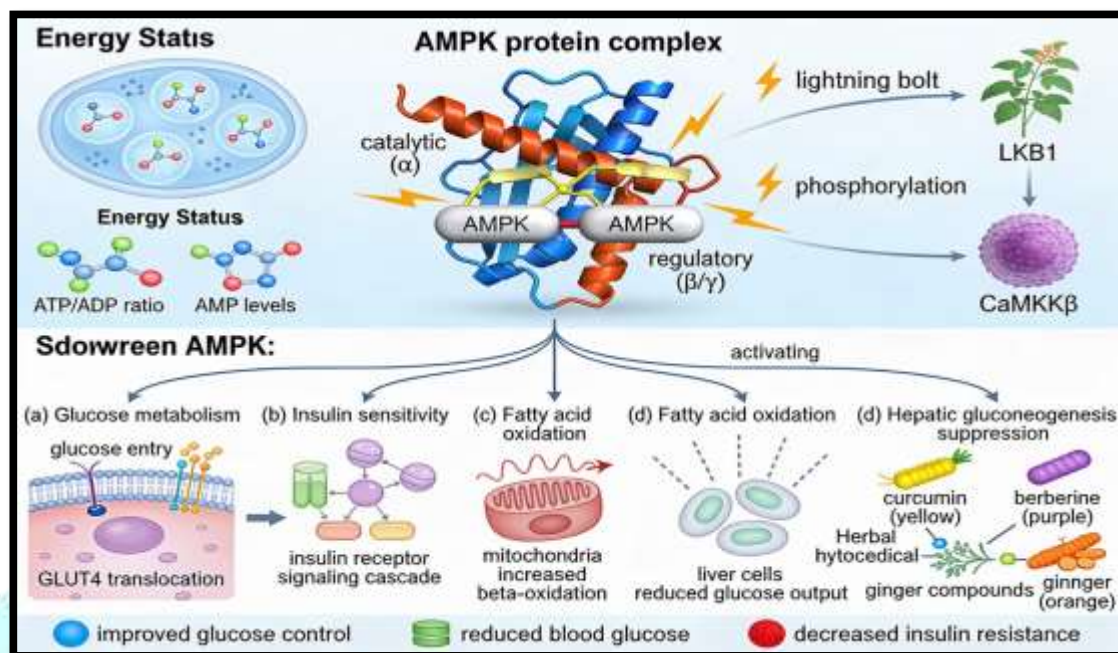 Energy Status
AMPK protein complex
catalytic
(α)
AMPK
AMPK
regulatory
(β/γ)
lightning bolt
phosphorylation
LKB1
CaMKKβ
Energy Status
ATP/ADP ratio
AMP levels
Sdowreen AMPK:
activating
(a) Glucose metabolism
glucose entry
GLUT4 translocation
(b) Insulin sensitivity
insulin receptor
signaling cascade
(c) Fatty acid
oxidation
mitochondria
increased
beta-oxidation
(d) Fatty acid oxidation
liver cells
reduced glucose output
(d) Hepatic gluconeogenesis
suppression
curcumin
(yellow)
berberine
(purple)
Herbal
hytocedical
ginger compounds
ginnger
(orange)
improved glucose control
reduced blood glucose
decreased insulin resistance